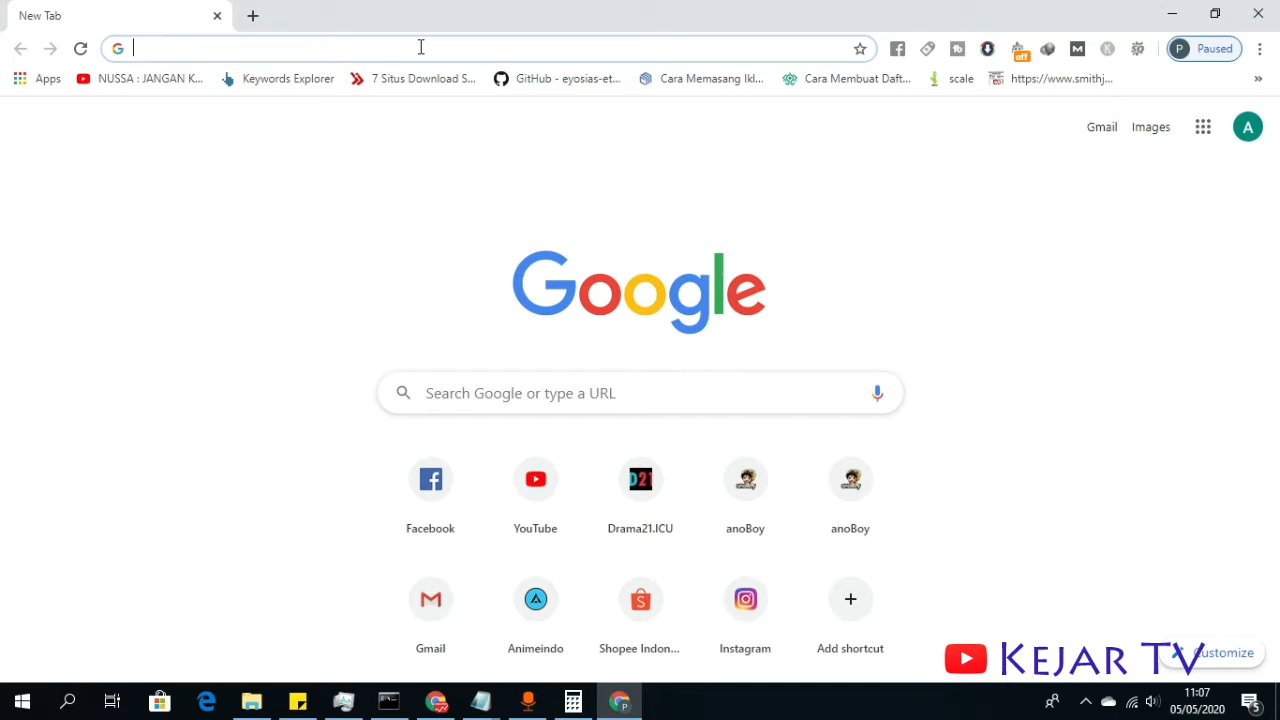 New Tab
Paused
Apps
NUSSA : JANGAN K...
Keywords Explorer
7 Situs Download S...
GitHub - eyosias-et...
Cara Memasang Ikl...
Cara Membuat Daft...
scale
https://www.smithj...
Gmail
Images
A
Google
Search Google or type a URL
D21
Facebook
YouTube
Drama21.ICU
anoBoy
anoBoy
Gmail
Animeindo
Shopee Indon...
Instagram
Add shortcut
Customize
KEJAR TV
11:07
05/05/2020